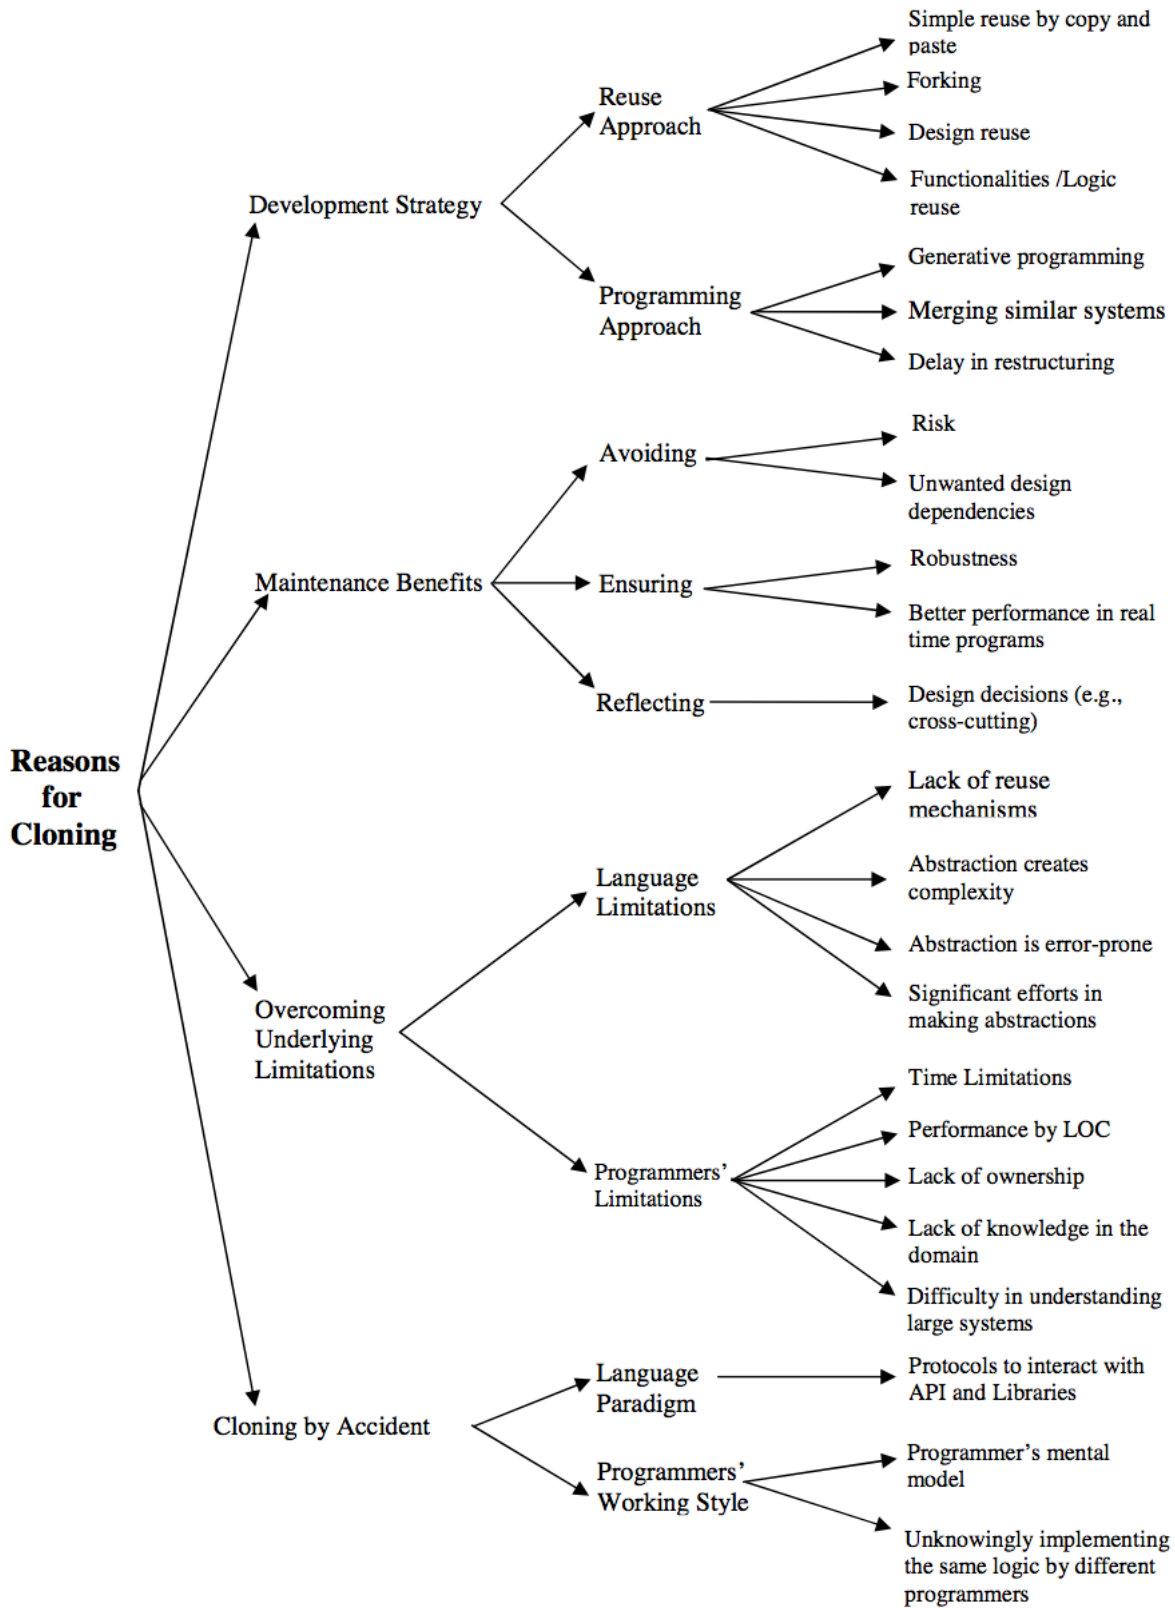 Reasons
for
Cloning
Development Strategy
Reuse
Approach
Simple reuse by copy and
paste
Forking
Design reuse
Functionalities /Logic
reuse
Programming
Approach
Generative programming
Merging similar systems
Delay in restructuring
Maintenance Benefits
Avoiding
Risk
Unwanted design
dependencies
Ensuring
Robustness
Better performance in real
time programs
Reflecting
Design decisions (e.g.,
cross-cutting)
Overcoming
Underlying
Limitations
Language
Limitations
Lack of reuse
mechanisms
Abstraction creates
complexity
Abstraction is error-prone
Significant efforts in
making abstractions
Programmers’
Limitations
Time Limitations
Performance by LOC
Lack of ownership
Lack of knowledge in the
domain
Difficulty in understanding
large systems
Cloning by Accident
Language
Paradigm
Protocols to interact with
API and Libraries
Programmers’
Working Style
Programmer’s mental
model
Unknowingly implementing
the same logic by different
programmers